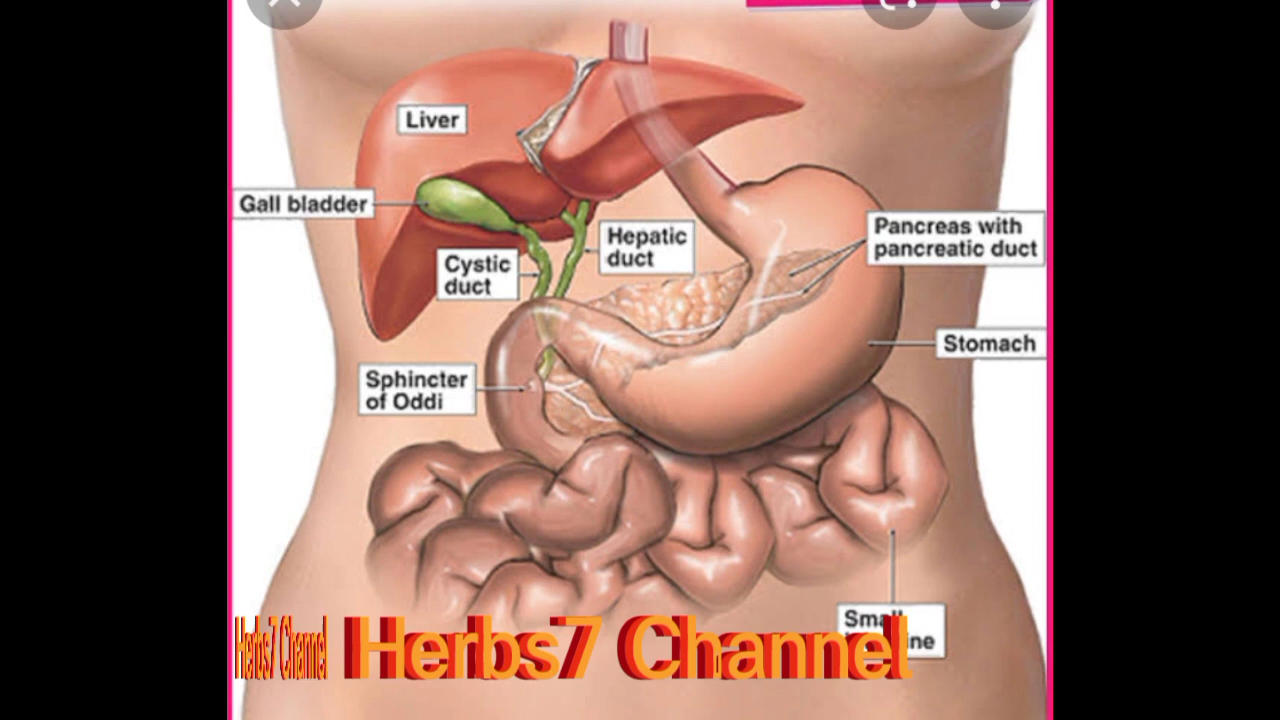 Liver
Gall bladder
Hepatic
duct
Pancreas with
pancreatic duct
Cystic
duct
Stomach
Sphincter
of Oddi
Small
Herbs7 Channel
Herbs7 Channel